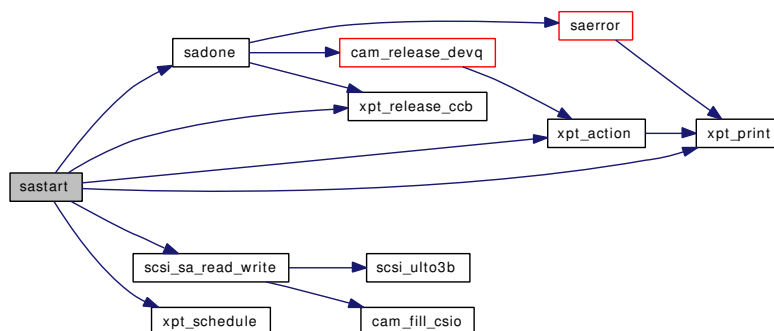 saerror
sadone
cam_release_devq
xpt_release_ccb
xpt_action
xpt_print
sastart
scsi_sa_read_write
scsi_ulto3b
xpt_schedule
cam_fill_csio